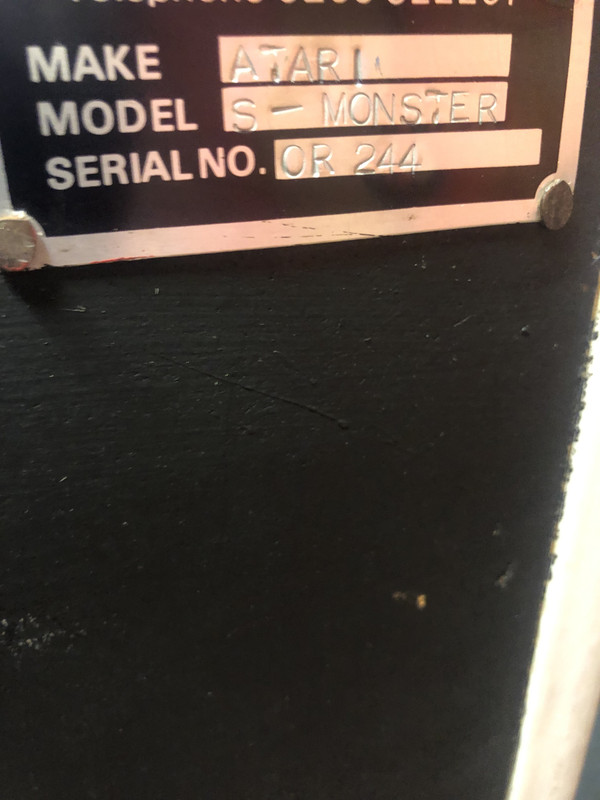 MAKE ATARI
MODEL S - MONSTER
SERIAL NO. OR 244